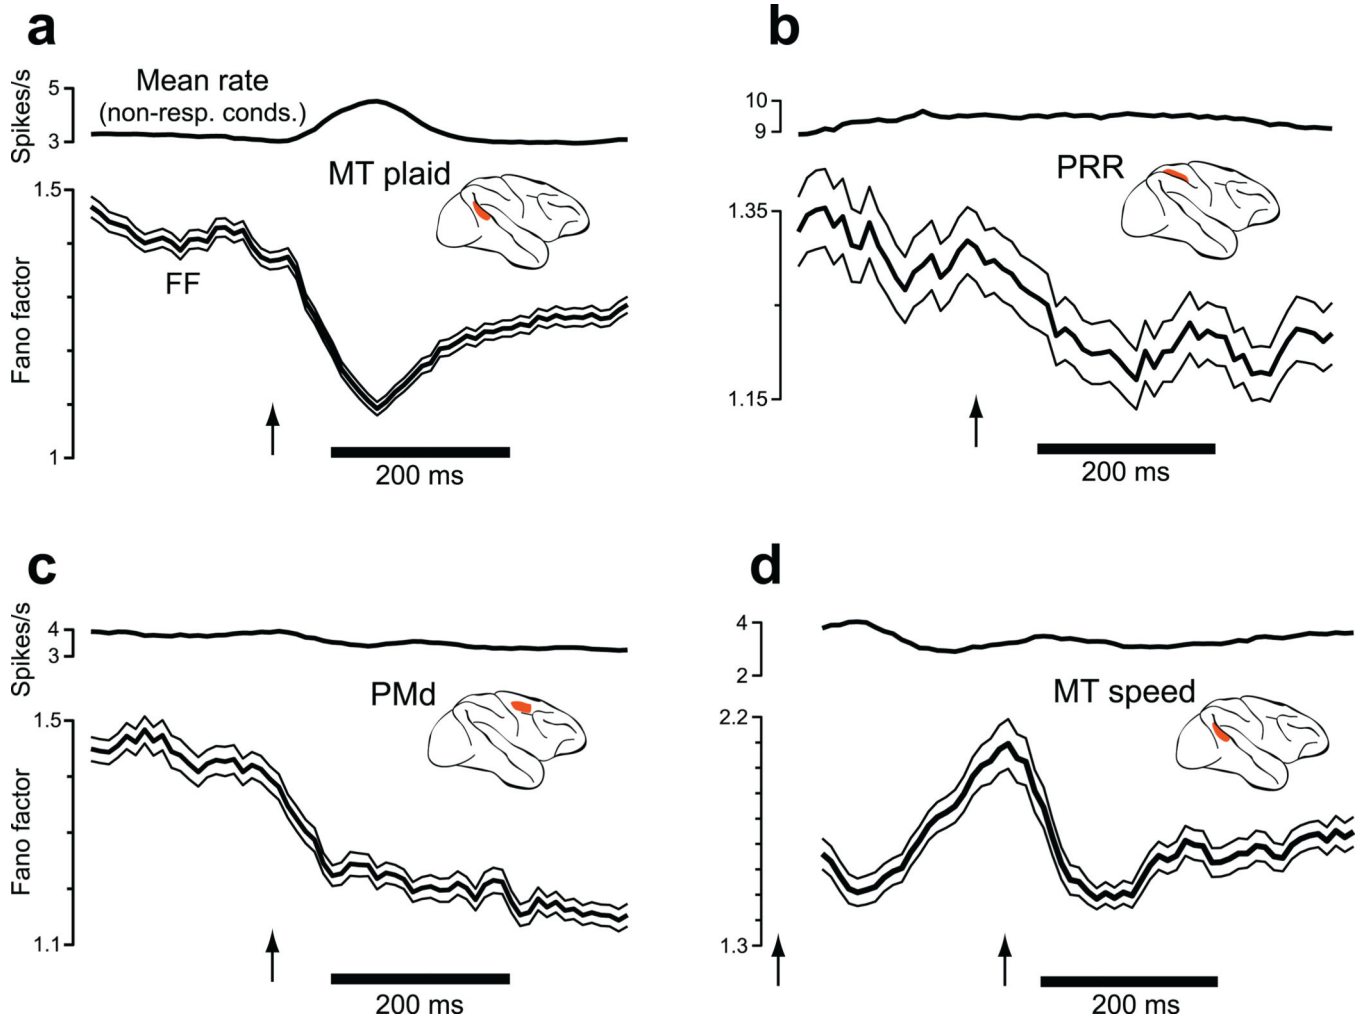 a
Spikes/s
5
3
Mean rate
(non-resp. conds.)
MT plaid
Fano factor
1.5
1
FF
200 ms
b
10
9
PRR
1.35
1.15
200 ms
c
Spikes/s
4
3
PMd
Fano factor
1.5
1.1
200 ms
d
4
2
MT speed
2.2
1.3
200 ms